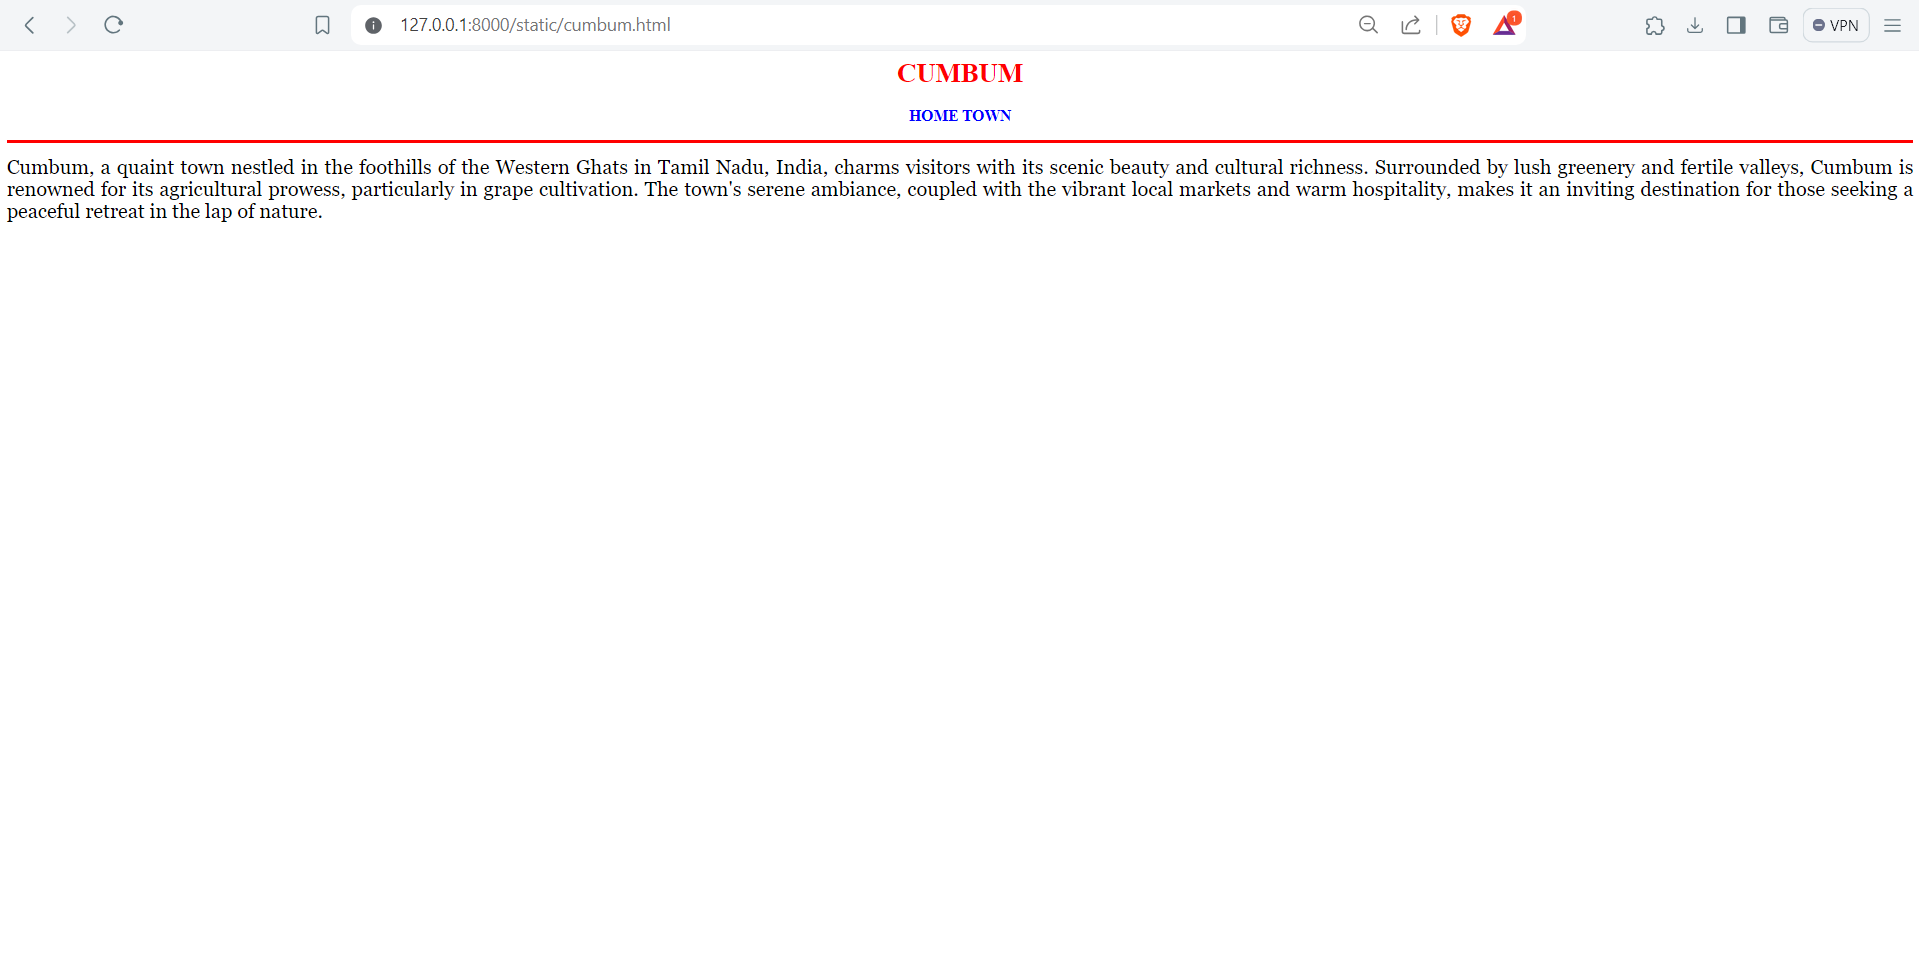 127.0.0.1:8000/static/cumbum.html
1
VPN
CUMBUM
HOME TOWN
Cumbum, a quaint town nestled in the foothills of the Western Ghats in Tamil Nadu, India, charms visitors with its scenic beauty and cultural richness. Surrounded by lush greenery and fertile valleys, Cumbum is
renowned for its agricultural prowess, particularly in grape cultivation. The town's serene ambiance, coupled with the vibrant local markets and warm hospitality, makes it an inviting destination for those seeking a
peaceful retreat in the lap of nature.